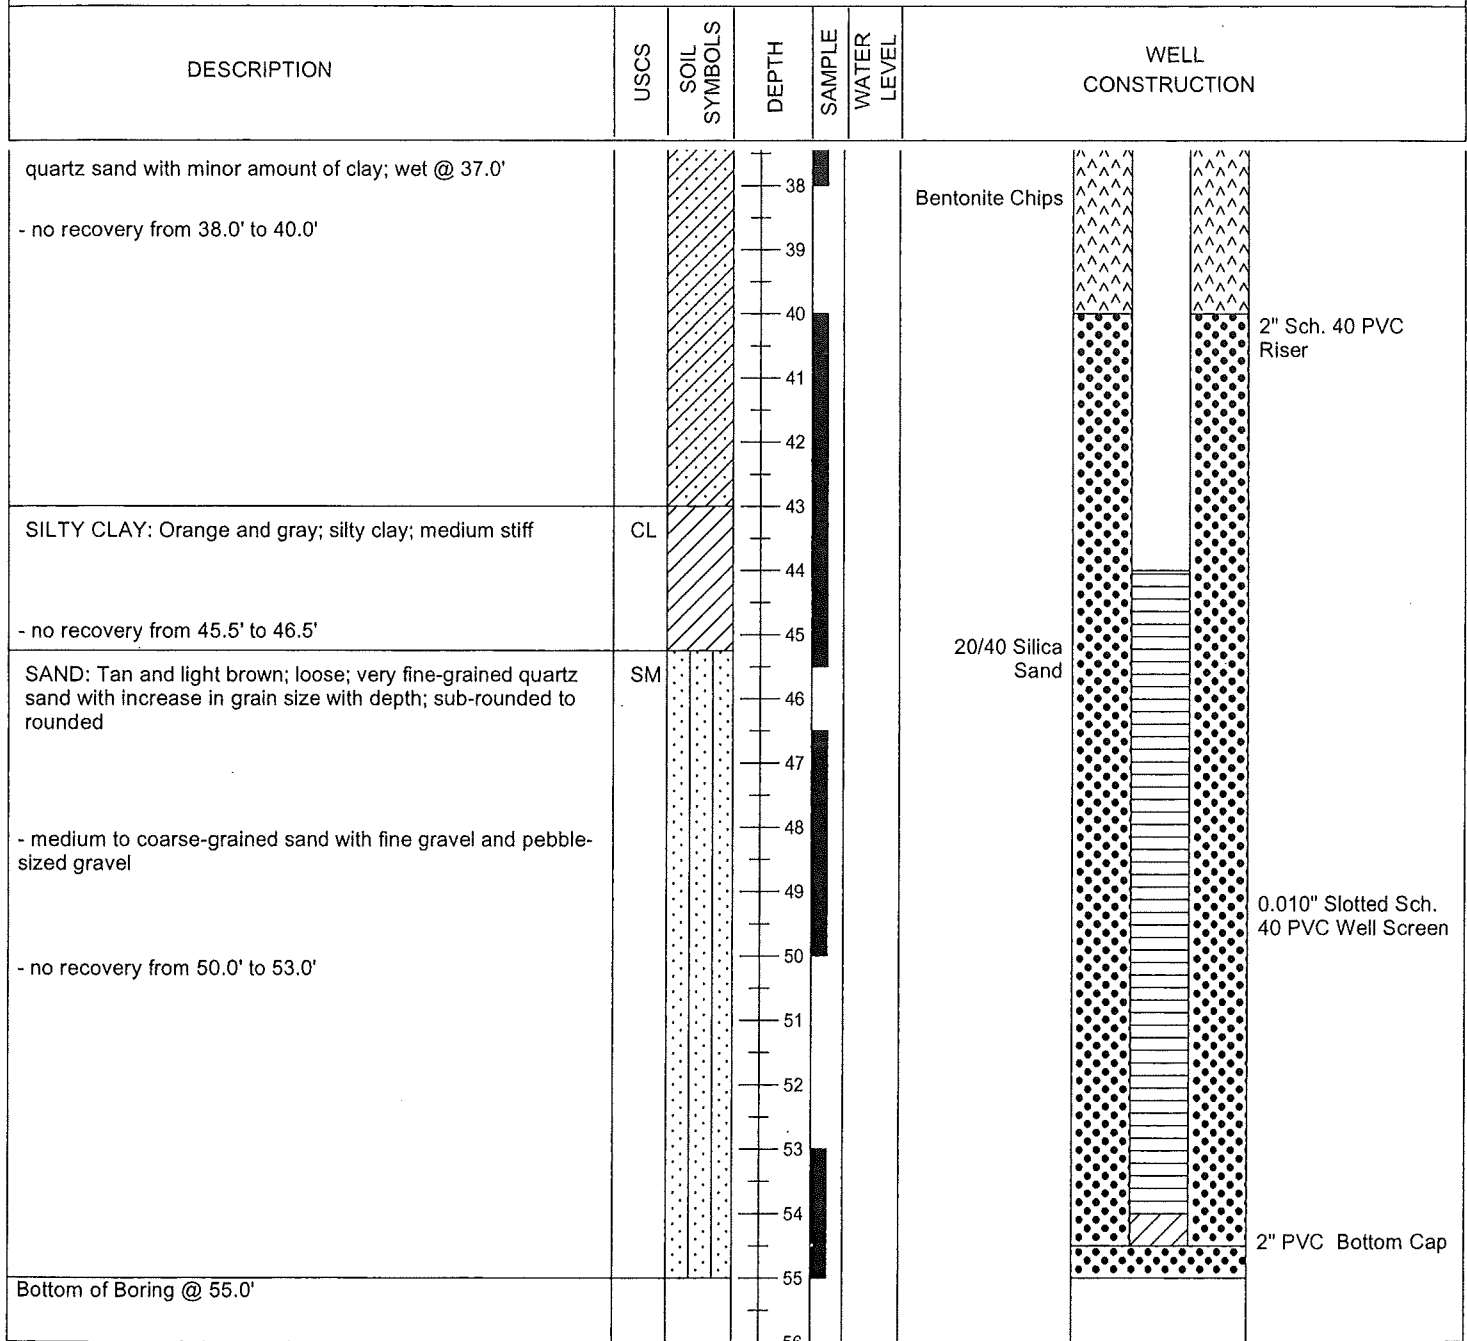 DESCRIPTION
USCS
SOIL
SYMBOLS
DEPTH
SAMPLE
WATER
LEVEL
WELL
CONSTRUCTION
quartz sand with minor amount of clay; wet @ 37.0'
- no recovery from 38.0' to 40.0'
SILTY CLAY: Orange and gray; silty clay; medium stiff
CL
- no recovery from 45.5' to 46.5'
SAND: Tan and light brown; loose; very fine-grained quartz
sand with increase in grain size with depth; sub-rounded to
rounded
SM
- medium to coarse-grained sand with fine gravel and pebble-
sized gravel
- no recovery from 50.0' to 53.0'
Bottom of Boring @ 55.0'
38
39
40
41
42
43
44
45
46
47
48
49
50
51
52
53
54
55
56
Bentonite Chips
2" Sch. 40 PVC
Riser
20/40 Silica
Sand
0.010" Slotted Sch.
40 PVC Well Screen
2" PVC Bottom Cap